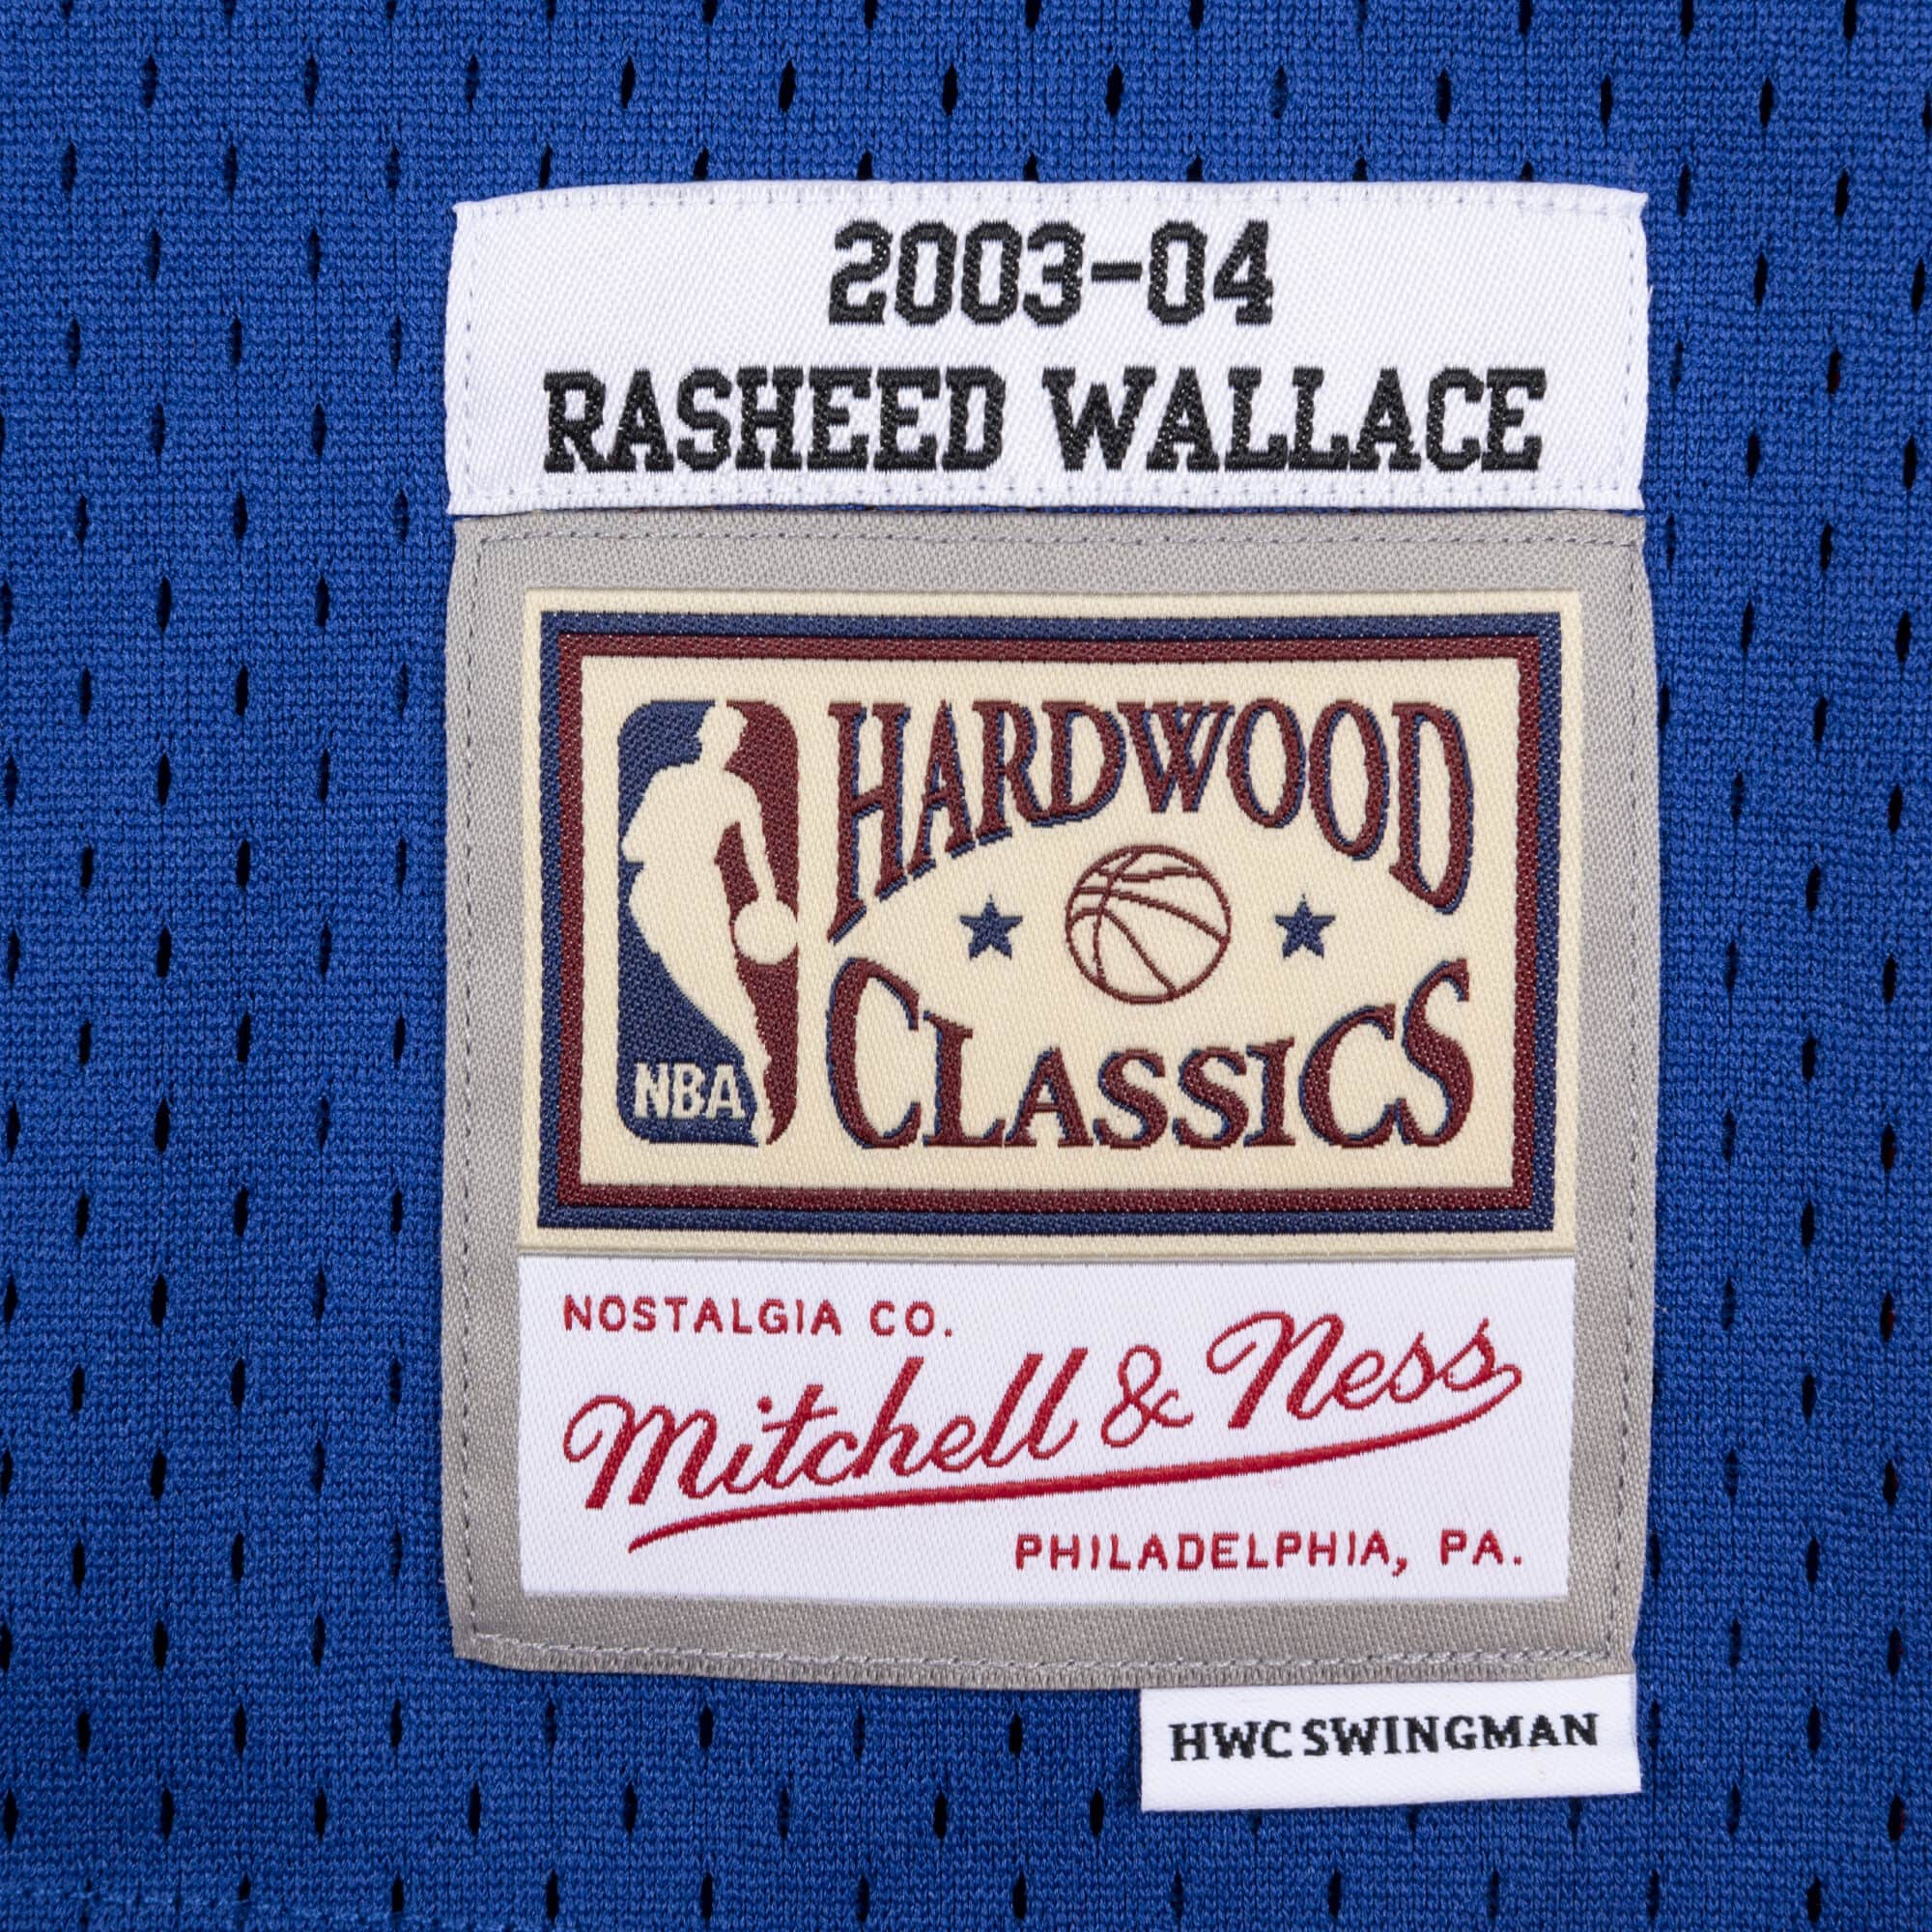 2003-04
RASHEED WALLACE
HARDWOOD
CLASSICS
NBA
NOSTALGIA CO.
Mitchell & Ness
PHILADELPHIA, PA.
HWC SWINGMAN